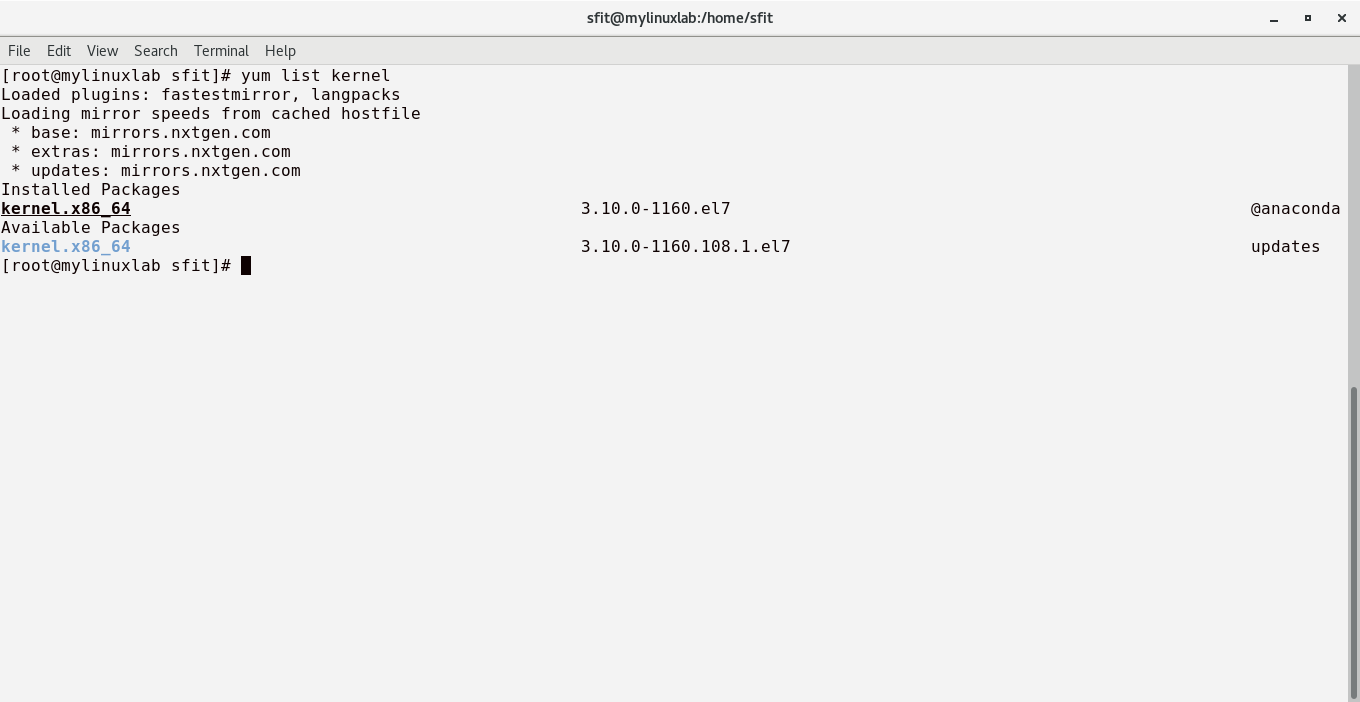 sfit@mylinuxlab:/home/sfit
File Edit View Search Terminal Help
[root@mylinuxlab sfit]# yum list kernel
Loaded plugins: fastestmirror, langpacks
Loading mirror speeds from cached hostfile
 * base: mirrors.nxtgen.com
 * extras: mirrors.nxtgen.com
 * updates: mirrors.nxtgen.com
Installed Packages
kernel.x86_64 3.10.0-1160.el7 @anaconda
Available Packages
kernel.x86_64 3.10.0-1160.108.1.el7 updates
[root@mylinuxlab sfit]#